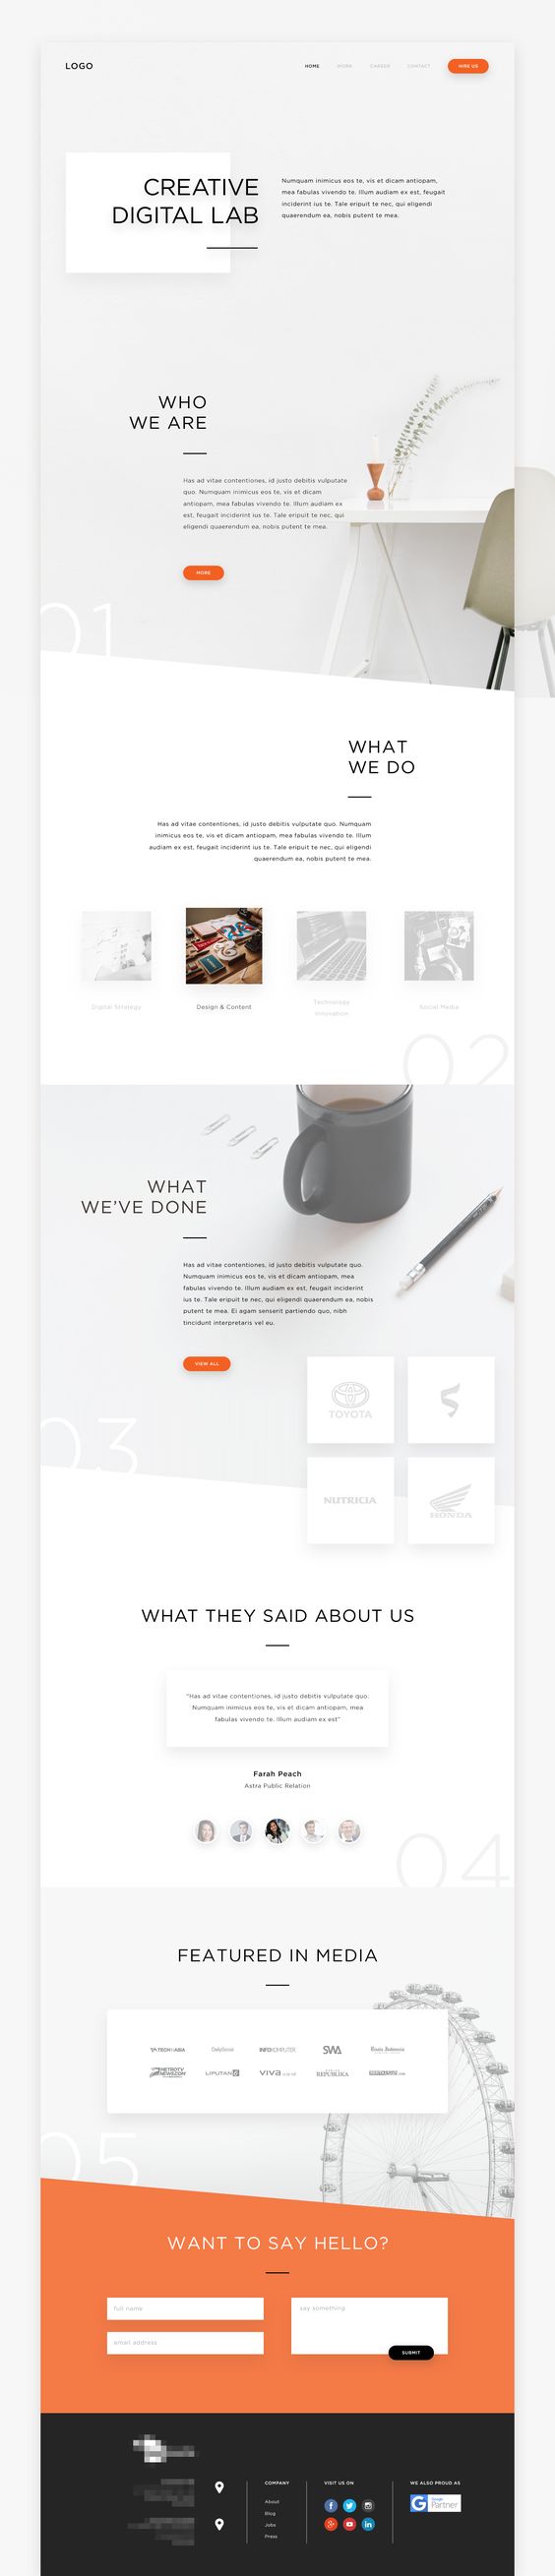 LOGO
HOME WORK CAREER CONTACT HIRE US
CREATIVE
DIGITAL LAB
Numquam inimicus eos te, vis et dicam antiopam,
mea fabulas vivendo te. Illum audiam ex est, feugait
inciderint ius te. Tale eripuit te nec, qui eligendi
quaerendum ea, nobis putent te mea.
WHO
WE ARE
Has ad vitae contentiones, id justo debitis vulputate
quo. Numquam inimicus eos te, vis et dicam
antiopam, mea fabulas vivendo te. Illum audiam ex
est, feugait inciderint ius te. Tale eripuit te nec, qui
eligendi quaerendum ea, nobis putent te mea.
MORE
01
WHAT
WE DO
Has ad vitae contentiones, id justo debitis vulputate quo. Numquam
inimicus eos te, vis et dicam antiopam, mea fabulas vivendo te. Illum
audiam ex est, feugait inciderint ius te. Tale eripuit te nec, qui eligendi
quaerendum ea, nobis putent te mea.
Digital Strategy
Design & Content
Technology
Innovation
Social Media
02
WHAT
WE'VE DONE
Has ad vitae contentiones, id justo debitis vulputate quo.
Numquam inimicus eos te, vis et dicam antiopam, mea
fabulas vivendo te. Illum audiam ex est, feugait inciderint
ius te. Tale eripuit te nec, qui eligendi quaerendum ea, nobis
putent te mea. Ei agam senserit partiendo quo, nibh
tincidunt interpretaris vel eu.
VIEW ALL
TOYOTA
NUTRICIA
HONDA
03
WHAT THEY SAID ABOUT US
"Has ad vitae contentiones, id justo debitis vulputate quo.
Numquam inimicus eos te, vis et dicam antiopam, mea
fabulas vivendo te. Illum audiam ex est"
Farah Peach
Astra Public Relation
04
FEATURED IN MEDIA
TECHINASIA DailySocial INFOKOMPUTER SWA
LIPUTAN6 viva REPUBLIKA
05
WANT TO SAY HELLO?
full name
email address
say something
SUBMIT
COMPANY
About
Blog
Jobs
Press
VISIT US ON
WE ALSO PROUD AS
Google
Partner